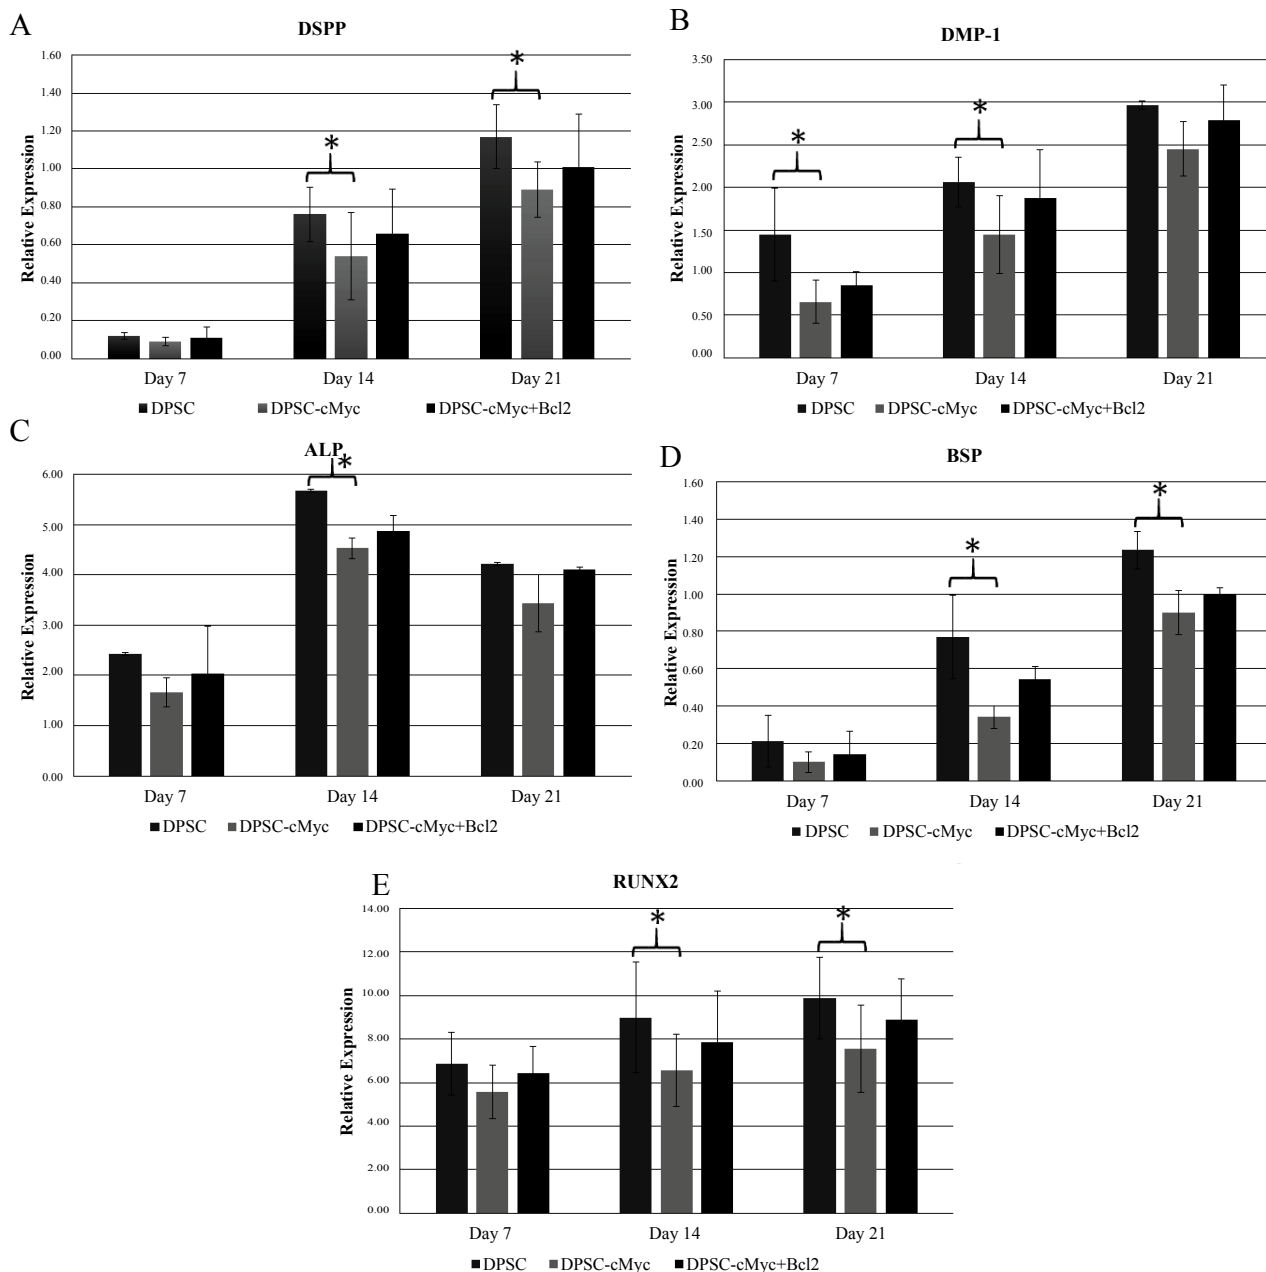 A
DSPP
1.60
1.40
1.20
1.00
0.80
0.60
0.40
0.20
0.00
Relative Expression
*
*
Day 7 Day 14 Day 21
DPSC DPSC-cMyc DPSC-cMyc+Bcl2
B
DMP-1
3.50
3.00
2.50
2.00
1.50
1.00
0.50
0.00
Relative Expression
*
*
Day 7 Day 14 Day 21
DPSC DPSC-cMyc DPSC-cMyc+Bcl2
C
ALP
6.00
5.00
4.00
3.00
2.00
1.00
0.00
Relative Expression
*
Day 7 Day 14 Day 21
DPSC DPSC-cMyc DPSC-cMyc+Bcl2
D
BSP
1.60
1.40
1.20
1.00
0.80
0.60
0.40
0.20
0.00
Relative Expression
*
*
Day 7 Day 14 Day 21
DPSC DPSC-cMyc DPSC-cMyc+Bcl2
E
RUNX2
14.00
12.00
10.00
8.00
6.00
4.00
2.00
0.00
Relative Expression
*
*
Day 7 Day 14 Day 21
DPSC DPSC-cMyc DPSC-cMyc+Bcl2